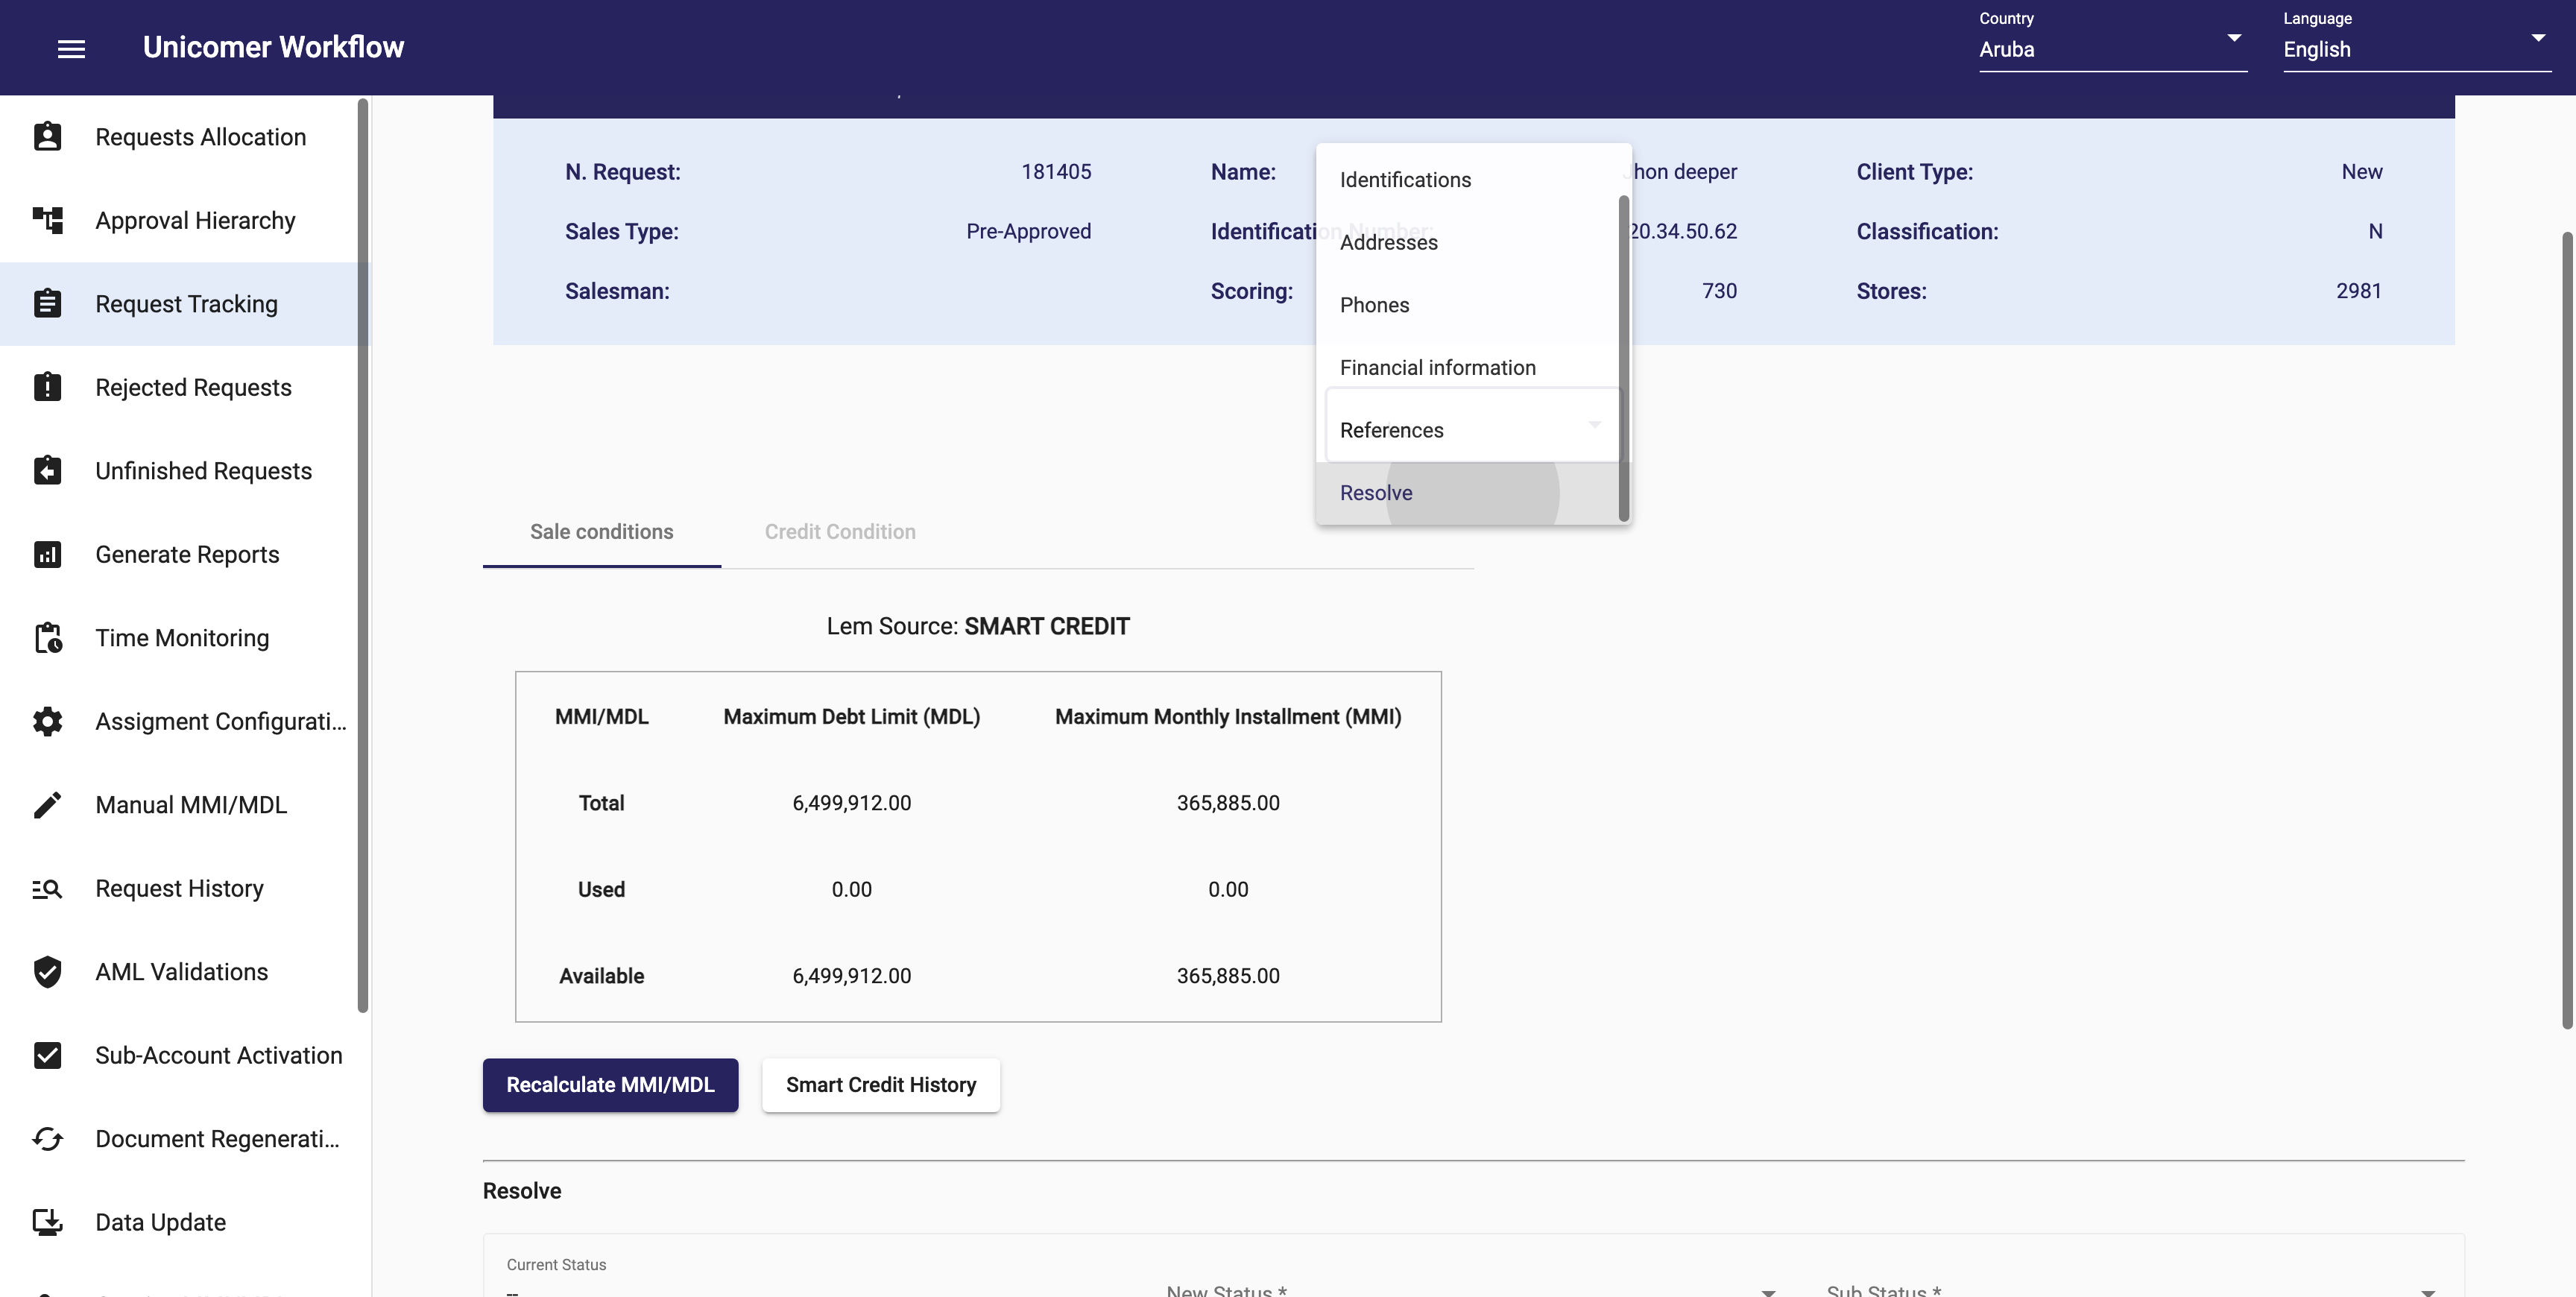 Unicomer Workflow
Country
Aruba
Language
English
Requests Allocation
Approval Hierarchy
Request Tracking
Rejected Requests
Unfinished Requests
Generate Reports
Time Monitoring
Assigment Configurati...
Manual MMI/MDL
Request History
AML Validations
Sub-Account Activation
Document Regenerati...
Data Update
N. Request: 181405
Name: Jhon deeper
Client Type: New
Sales Type: Pre-Approved
Identification Number: 20.34.50.62
Classification: N
Salesman:
Scoring: 730
Stores: 2981
Identifications
Addresses
Phones
Financial information
References
Resolve
Sale conditions
Credit Condition
Lem Source: SMART CREDIT
MMI/MDL Maximum Debt Limit (MDL) Maximum Monthly Installment (MMI)
Total 6,499,912.00 365,885.00
Used 0.00 0.00
Available 6,499,912.00 365,885.00
Recalculate MMI/MDL
Smart Credit History
Resolve
Current Status
--
New Status *
Sub Status *